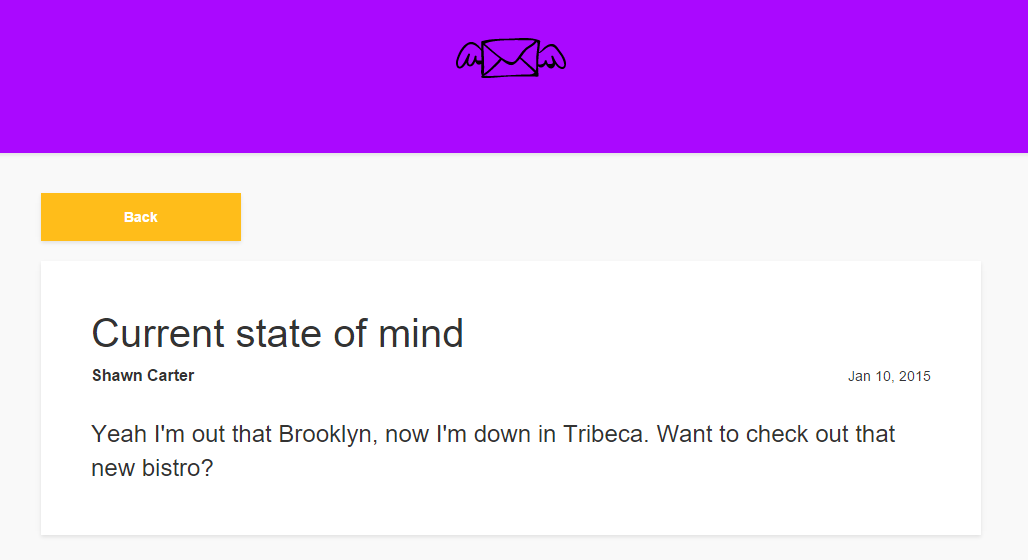 Back
Current state of mind
Shawn Carter
Jan 10, 2015
Yeah I'm out that Brooklyn, now I'm down in Tribeca. Want to check out that
new bistro?